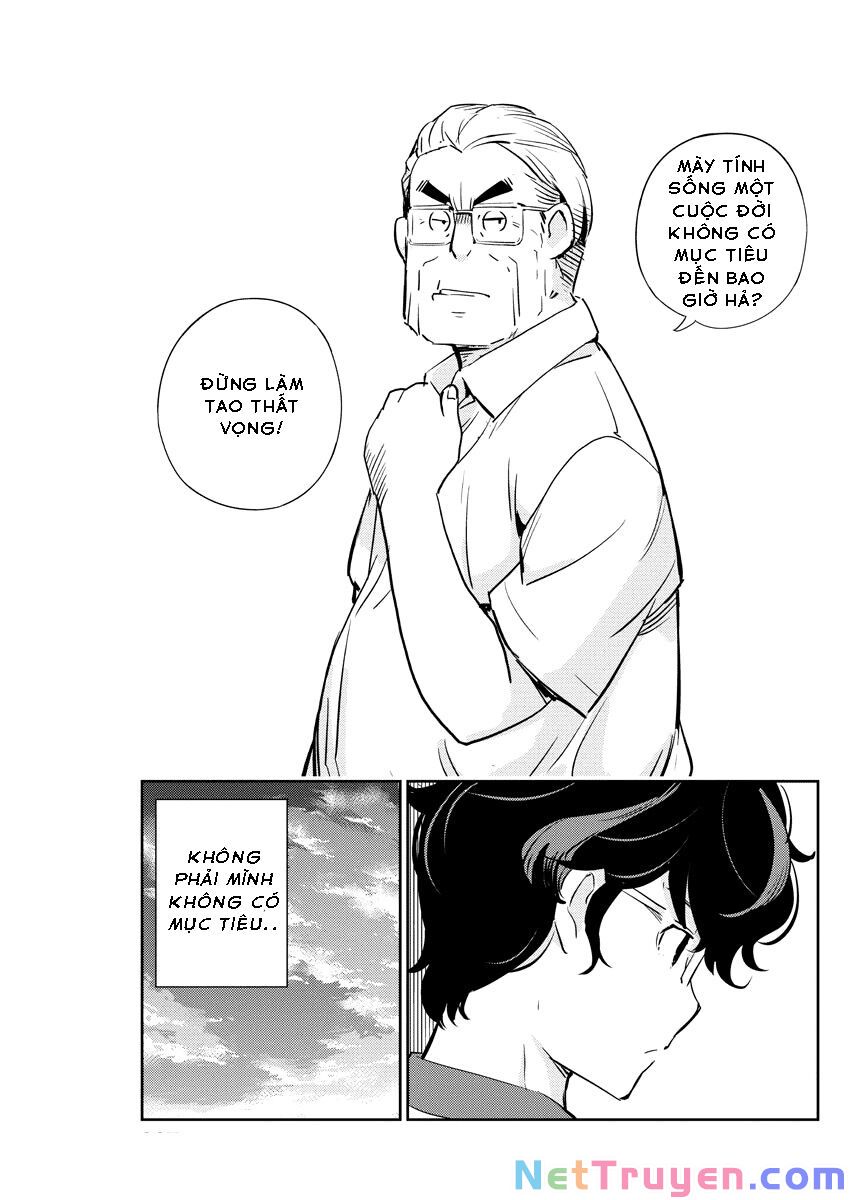 MÀY TÍNH
SỐNG MỘT
CUỘC ĐỜI
KHÔNG CÓ
MỤC TIÊU
ĐẾN BAO
GIỜ HẢ?
ĐỪNG LÀM
TAO THẤT
VỌNG!
KHÔNG
PHẢI MÌNH
KHÔNG CÓ
MỤC TIÊU..
NetTruyen.com